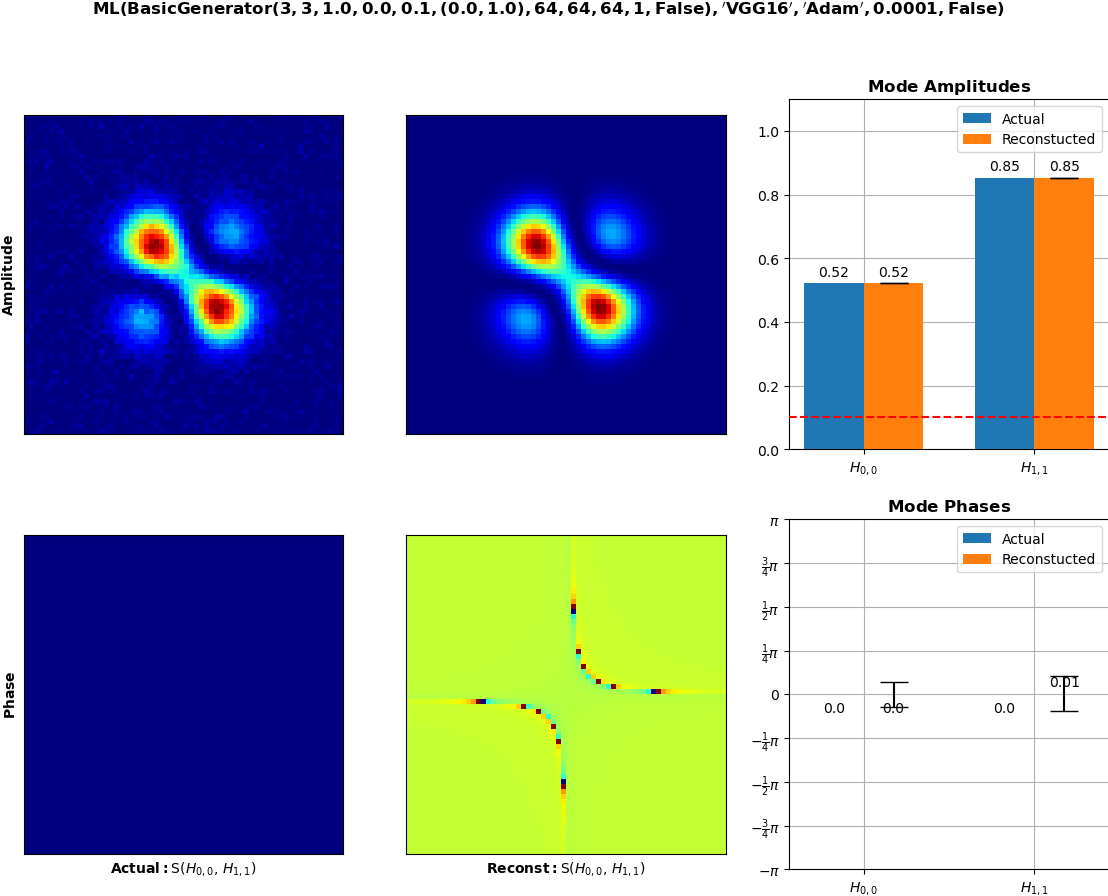 ML(BasicGenerator(3, 3, 1.0, 0.0, 0.1, (0.0, 1.0), 64, 64, 64, 1, False), ′VGG16′, ′Adam′, 0.0001, False)
Amplitude
Mode Amplitudes
Actual
Reconstucted
1.0
0.8
0.6
0.4
0.2
0.0
0.52
0.52
0.85
0.85
H0,0
H1,1
Phase
Actual: S(H0,0, H1,1)
Reconst: S(H0,0, H1,1)
Mode Phases
Actual
Reconstucted
π
3/4π
1/2π
1/4π
0
−1/4π
−1/2π
−3/4π
−π
0.0
0.0
0.0
0.01
H0,0
H1,1